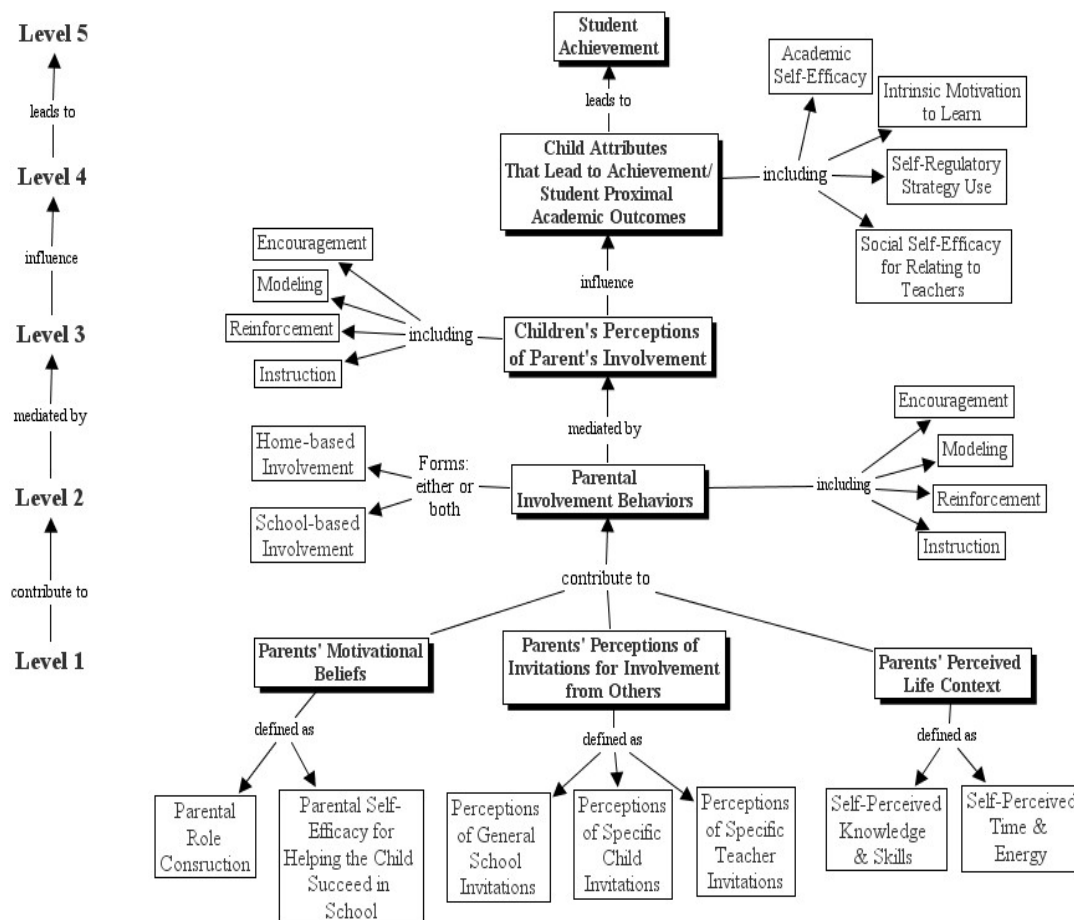 Level 5
leads to
Level 4
influence
Level 3
mediated by
Level 2
contribute to
Level 1
Student
Achievement
leads to
Child Attributes
That Lead to Achievement/
Student Proximal
Academic Outcomes
including
Academic
Self-Efficacy
Intrinsic Motivation
to Learn
Self-Regulatory
Strategy Use
Social Self-Efficacy
for Relating to
Teachers
influence
Children's Perceptions
of Parent's Involvement
including
Encouragement
Modeling
Reinforcement
Instruction
mediated by
Parental
Involvement Behaviors
Forms:
either or
both
Home-based
Involvement
School-based
Involvement
including
Encouragement
Modeling
Reinforcement
Instruction
contribute to
Parents' Motivational
Beliefs
defined as
Parental
Role
Consruction
Parental Self-
Efficacy for
Helping the Child
Succeed in
School
Parents' Perceptions of
Invitations for Involvement
from Others
defined as
Perceptions
of General
School
Invitations
Perceptions
of Specific
Child
Invitations
Perceptions
of Specific
Teacher
Invitations
Parents' Perceived
Life Context
defined as
Self-Perceived
Knowledge
& Skills
Self-Perceived
Time &
Energy